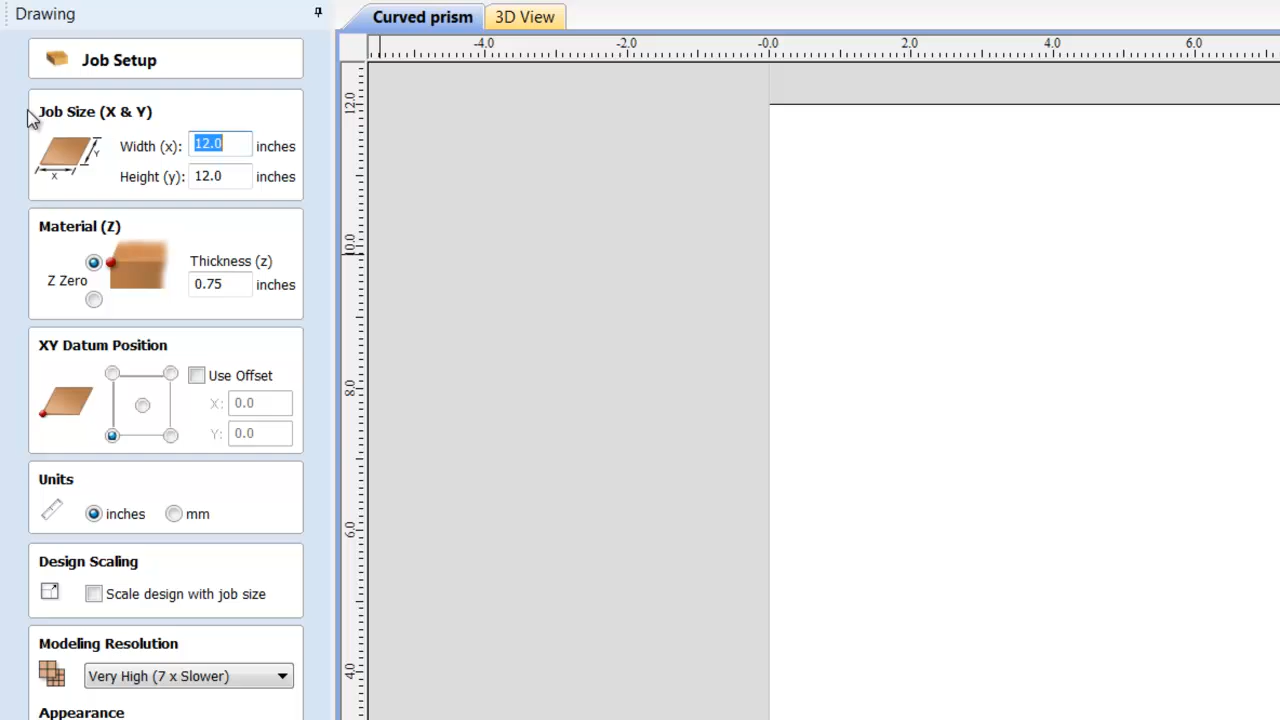 Drawing
Job Setup
Job Size (X & Y)
Width (x): 12.0 inches
Height (y): 12.0 inches
Y
X
Material (Z)
Z Zero
Thickness (z)
0.75 inches
XY Datum Position
Use Offset
X: 0.0
Y: 0.0
Units
inches mm
Design Scaling
Scale design with job size
Modeling Resolution
Very High (7 x Slower)
Appearance
Curved prism 3D View
-4.0 -2.0 -0.0 2.0 4.0 6.0
12.0
10.0
8.0
6.0
4.0